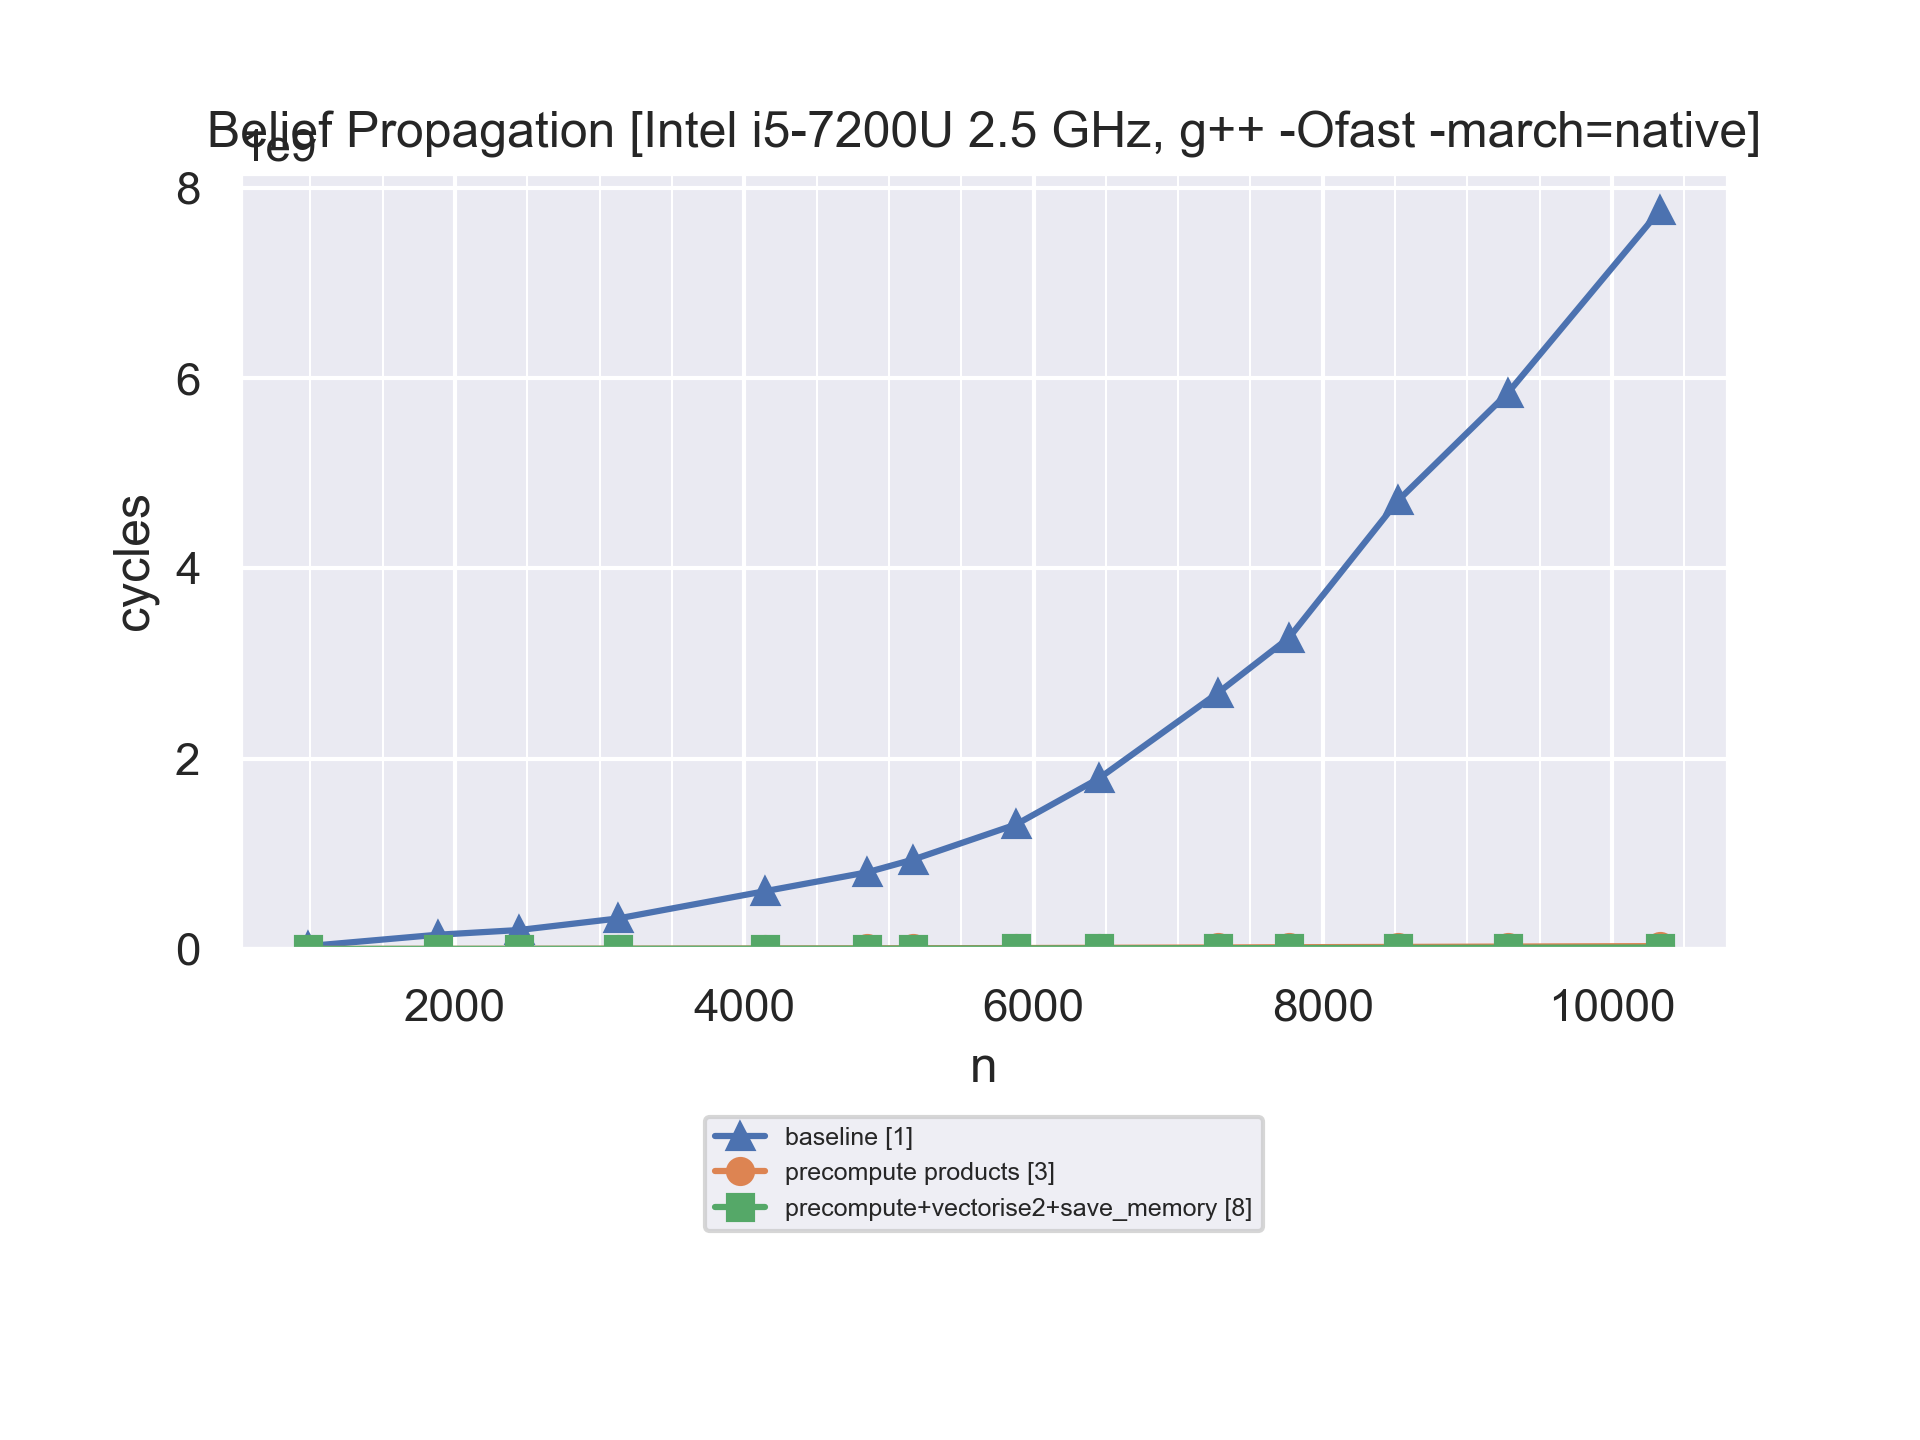 Belief Propagation [Intel i5-7200U 2.5 GHz, g++ -Ofast -march=native]
1e9
8
6
4
2
0
cycles
2000 4000 6000 8000 10000
n
baseline [1]
precompute products [3]
precompute+vectorise2+save_memory [8]